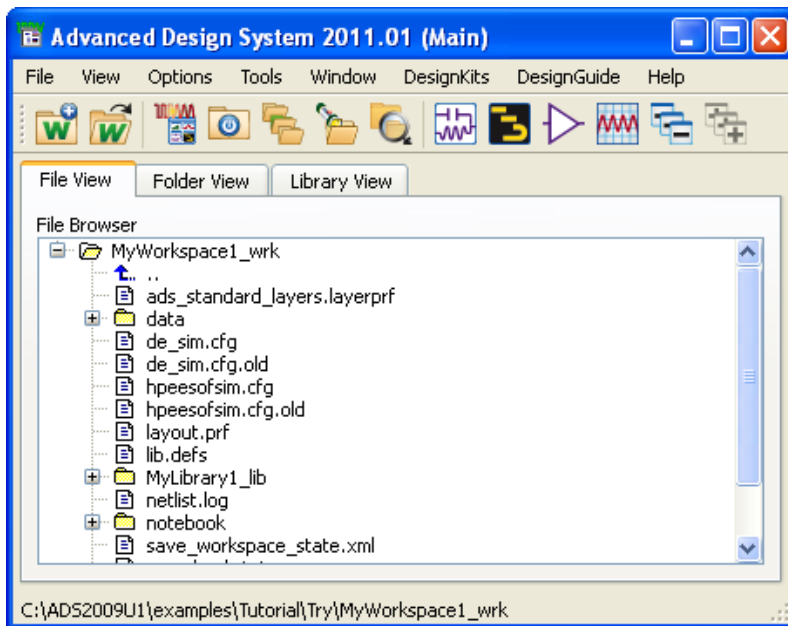 Advanced Design System 2011.01 (Main)
File View Options Tools Window DesignKits DesignGuide Help
File View Folder View Library View
File Browser
MyWorkspace1_wrk
..
ads_standard_layers.layerprf
data
de_sim.cfg
de_sim.cfg.old
hpeesofsim.cfg
hpeesofsim.cfg.old
layout.prf
lib.defs
MyLibrary1_lib
netlist.log
notebook
save_workspace_state.xml
C:\ADS2009U1\examples\Tutorial\Try\MyWorkspace1_wrk